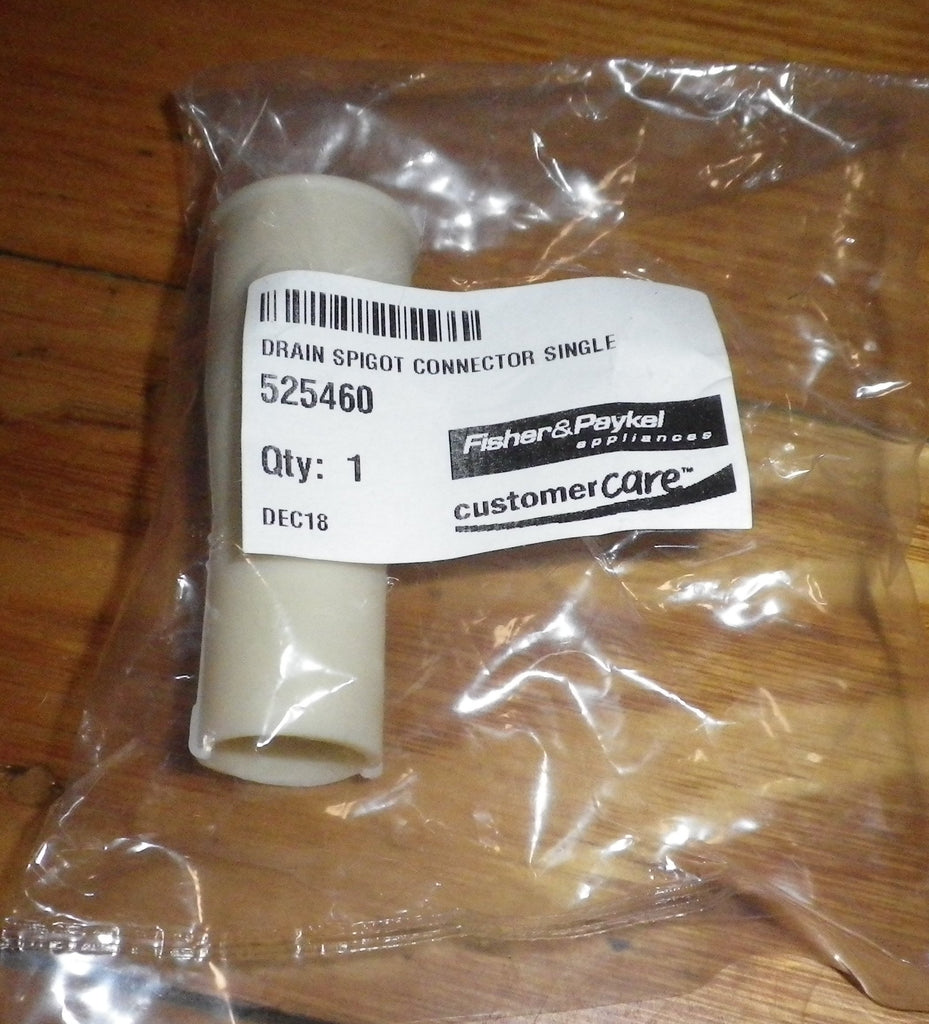 DRAIN SPIGOT CONNECTOR SINGLE
525460
Qty: 1
DEC18
Fisher&Paykel
appliances
customercare™